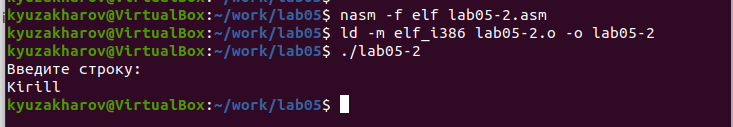 kyuzakharov@VirtualBox:~/work/lab05$ nasm -f elf lab05-2.asm
kyuzakharov@VirtualBox:~/work/lab05$ ld -m elf_i386 lab05-2.o -o lab05-2
kyuzakharov@VirtualBox:~/work/lab05$ ./lab05-2
Введите строку:
Kirill
kyuzakharov@VirtualBox:~/work/lab05$